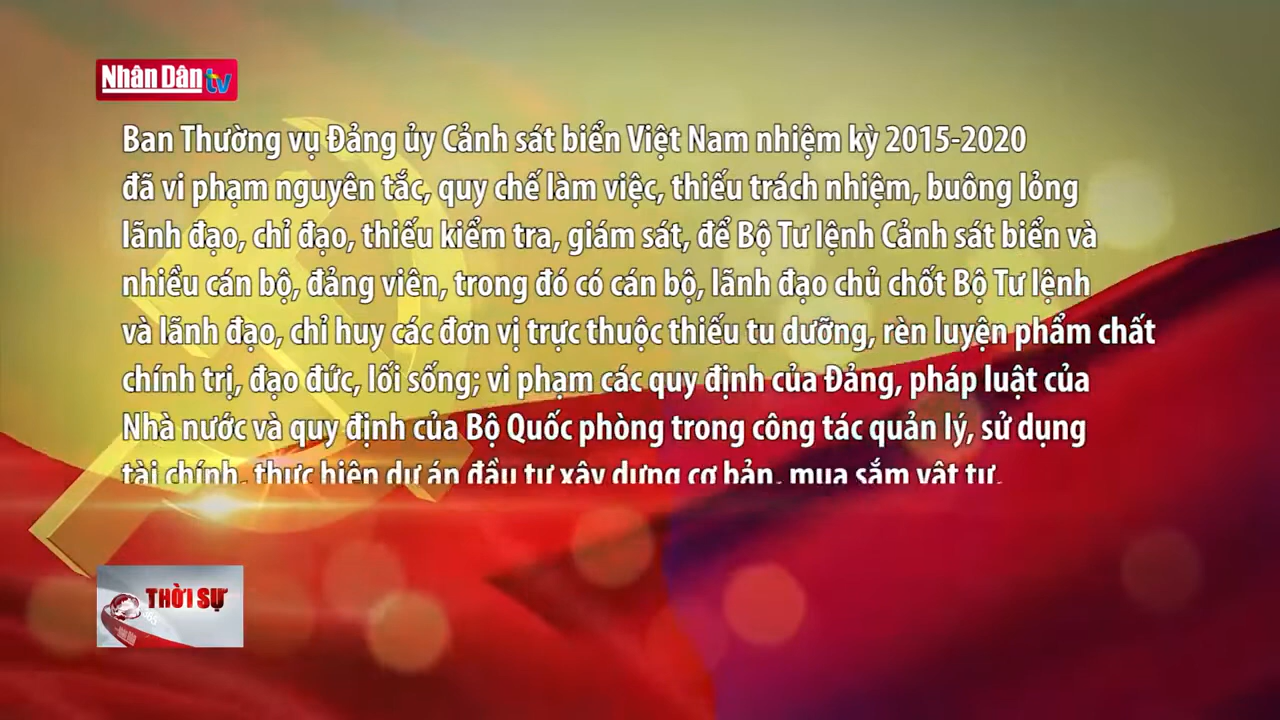 Nhân Dân tv
Ban Thường vụ Đảng ủy Cảnh sát biển Việt Nam nhiệm kỳ 2015-2020
đã vi phạm nguyên tắc, quy chế làm việc, thiếu trách nhiệm, buông lỏng
lãnh đạo, chỉ đạo, thiếu kiểm tra, giám sát, để Bộ Tư lệnh Cảnh sát biển và
nhiều cán bộ, đảng viên, trong đó có cán bộ, lãnh đạo chủ chốt Bộ Tư lệnh
và lãnh đạo, chỉ huy các đơn vị trực thuộc thiếu tu dưỡng, rèn luyện phẩm chất
chính trị, đạo đức, lối sống; vi phạm các quy định của Đảng, pháp luật của
Nhà nước và quy định của Bộ Quốc phòng trong công tác quản lý, sử dụng
tài chính, thực hiện dự án đầu tư xây dựng cơ bản, mua sắm vật tư,
THỜI SỰ